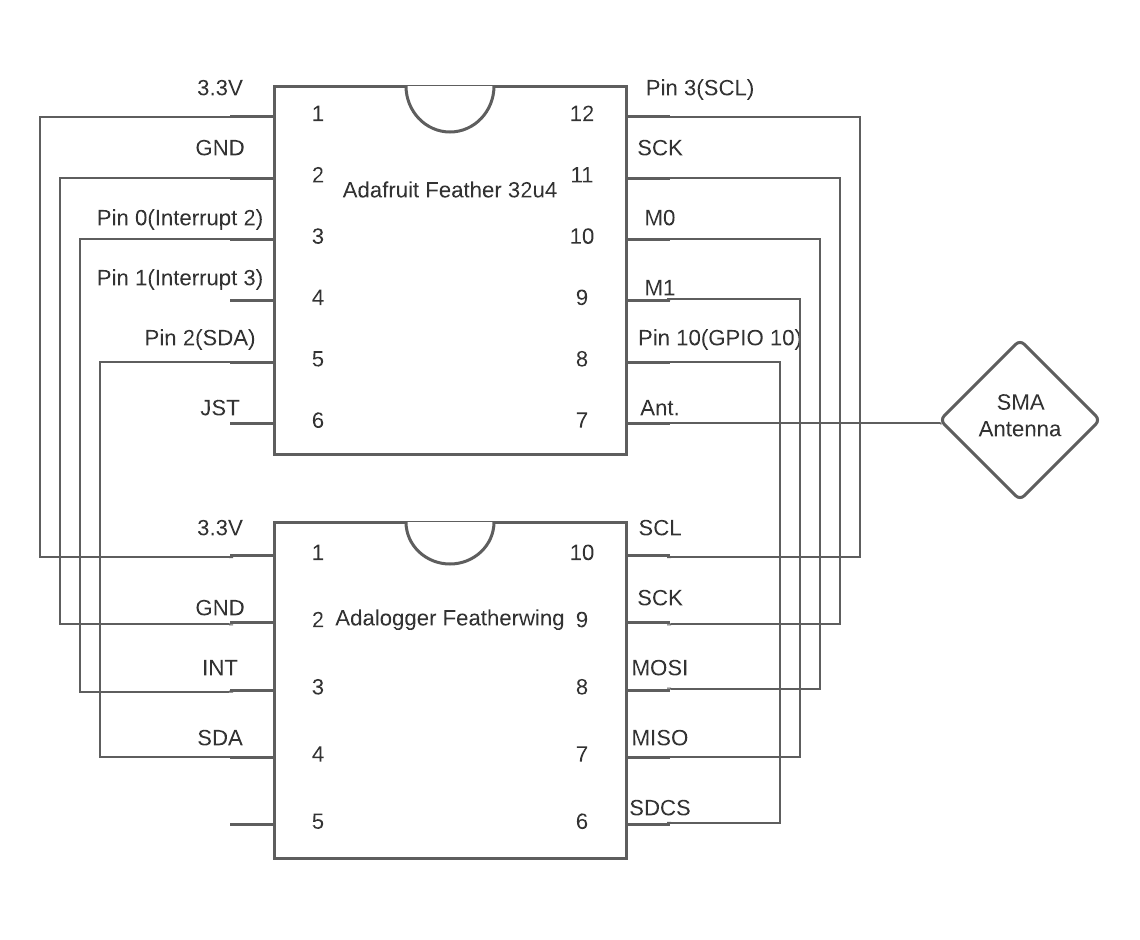 3.3V
Pin 3(SCL)
1
12
GND
SCK
2
11
Adafruit Feather 32u4
Pin 0(Interrupt 2)
M0
3
10
Pin 1(Interrupt 3)
M1
4
9
Pin 2(SDA)
Pin 10(GPIO 10)
5
8
JST
Ant.
6
7
SMA
Antenna
3.3V
SCL
1
10
GND
SCK
2
Adalogger Featherwing
9
INT
MOSI
3
8
SDA
MISO
4
7
SDCS
5
6